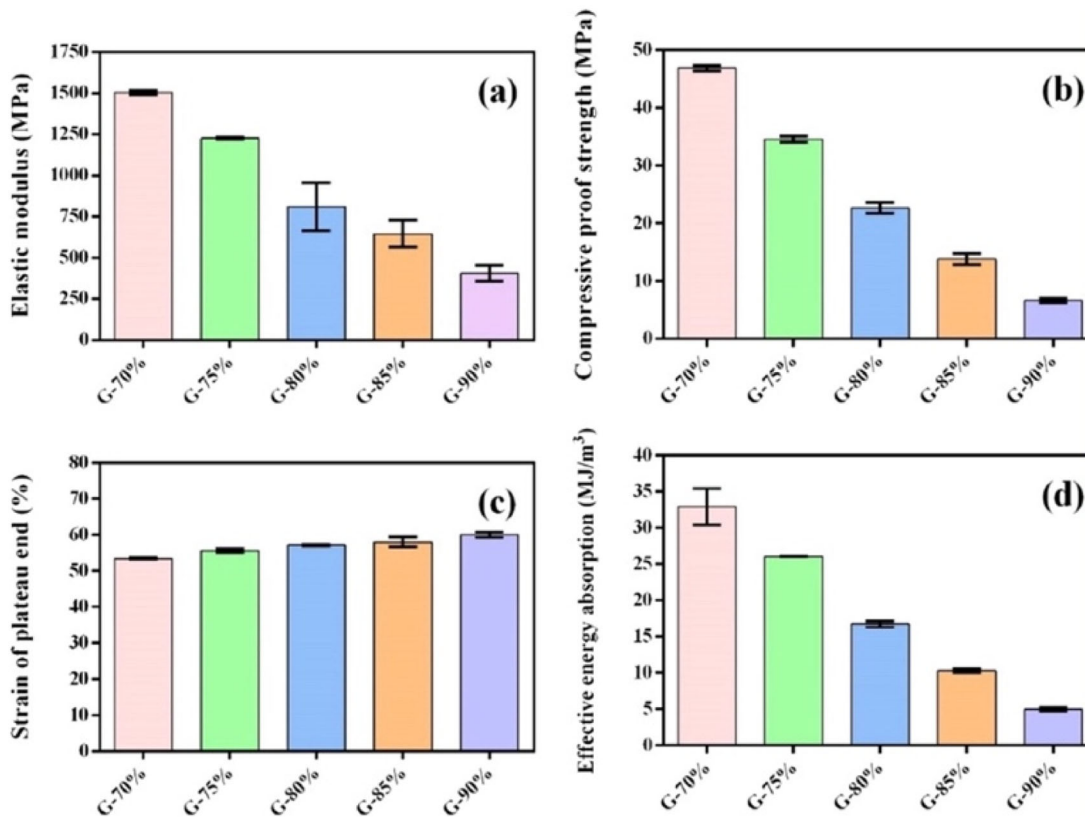 Elastic modulus (MPa)
1750
1500
1250
1000
750
500
250
0
(a)
G-70%
G-75%
G-80%
G-85%
G-90%
Compressive proof strength (MPa)
50
40
30
20
10
0
(b)
G-70%
G-75%
G-80%
G-85%
G-90%
Strain of plateau end (%)
80
70
60
50
40
30
20
10
0
(c)
G-70%
G-75%
G-80%
G-85%
G-90%
Effective energy absorption (MJ/m³)
40
35
30
25
20
15
10
5
0
(d)
G-70%
G-75%
G-80%
G-85%
G-90%